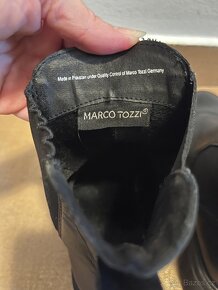 Made in Pakistan under Quality Control of Marco Tozzi Germany
MARCO TOZZI